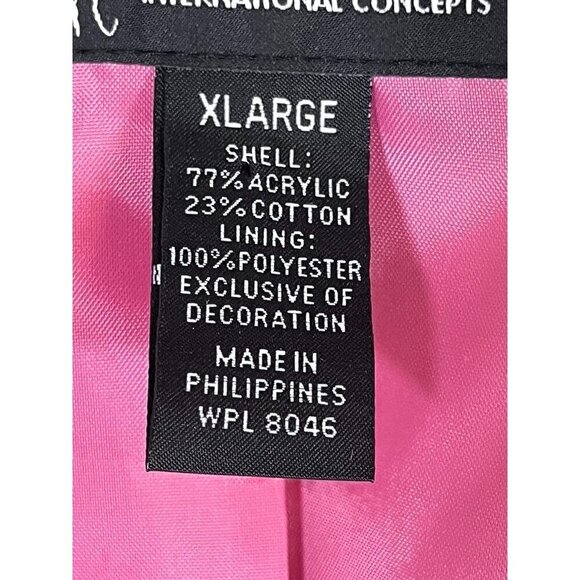 INTERNATIONAL CONCEPTS
XLARGE
SHELL:
77% ACRYLIC
23% COTTON
LINING:
100% POLYESTER
EXCLUSIVE OF
DECORATION
MADE IN
PHILIPPINES
WPL 8046
N